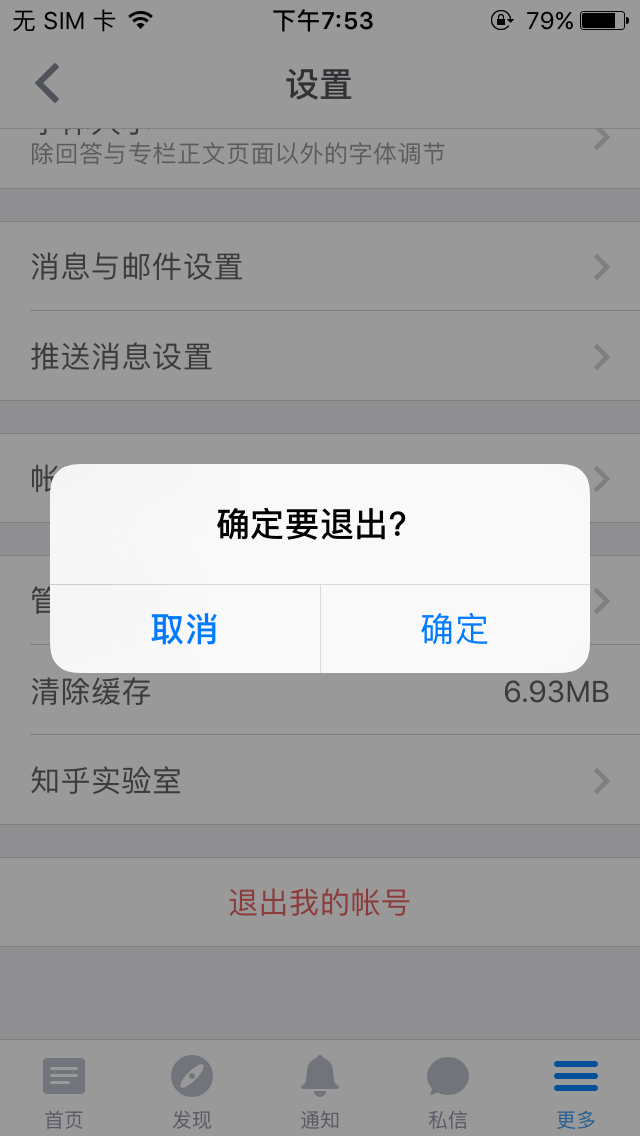 无 SIM 卡
下午7:53
79%
设置
除回答与专栏正文页面以外的字体调节
消息与邮件设置
推送消息设置
帐
确定要退出?
取消
确定
管
清除缓存
6.93MB
知乎实验室
退出我的帐号
首页
发现
通知
私信
更多